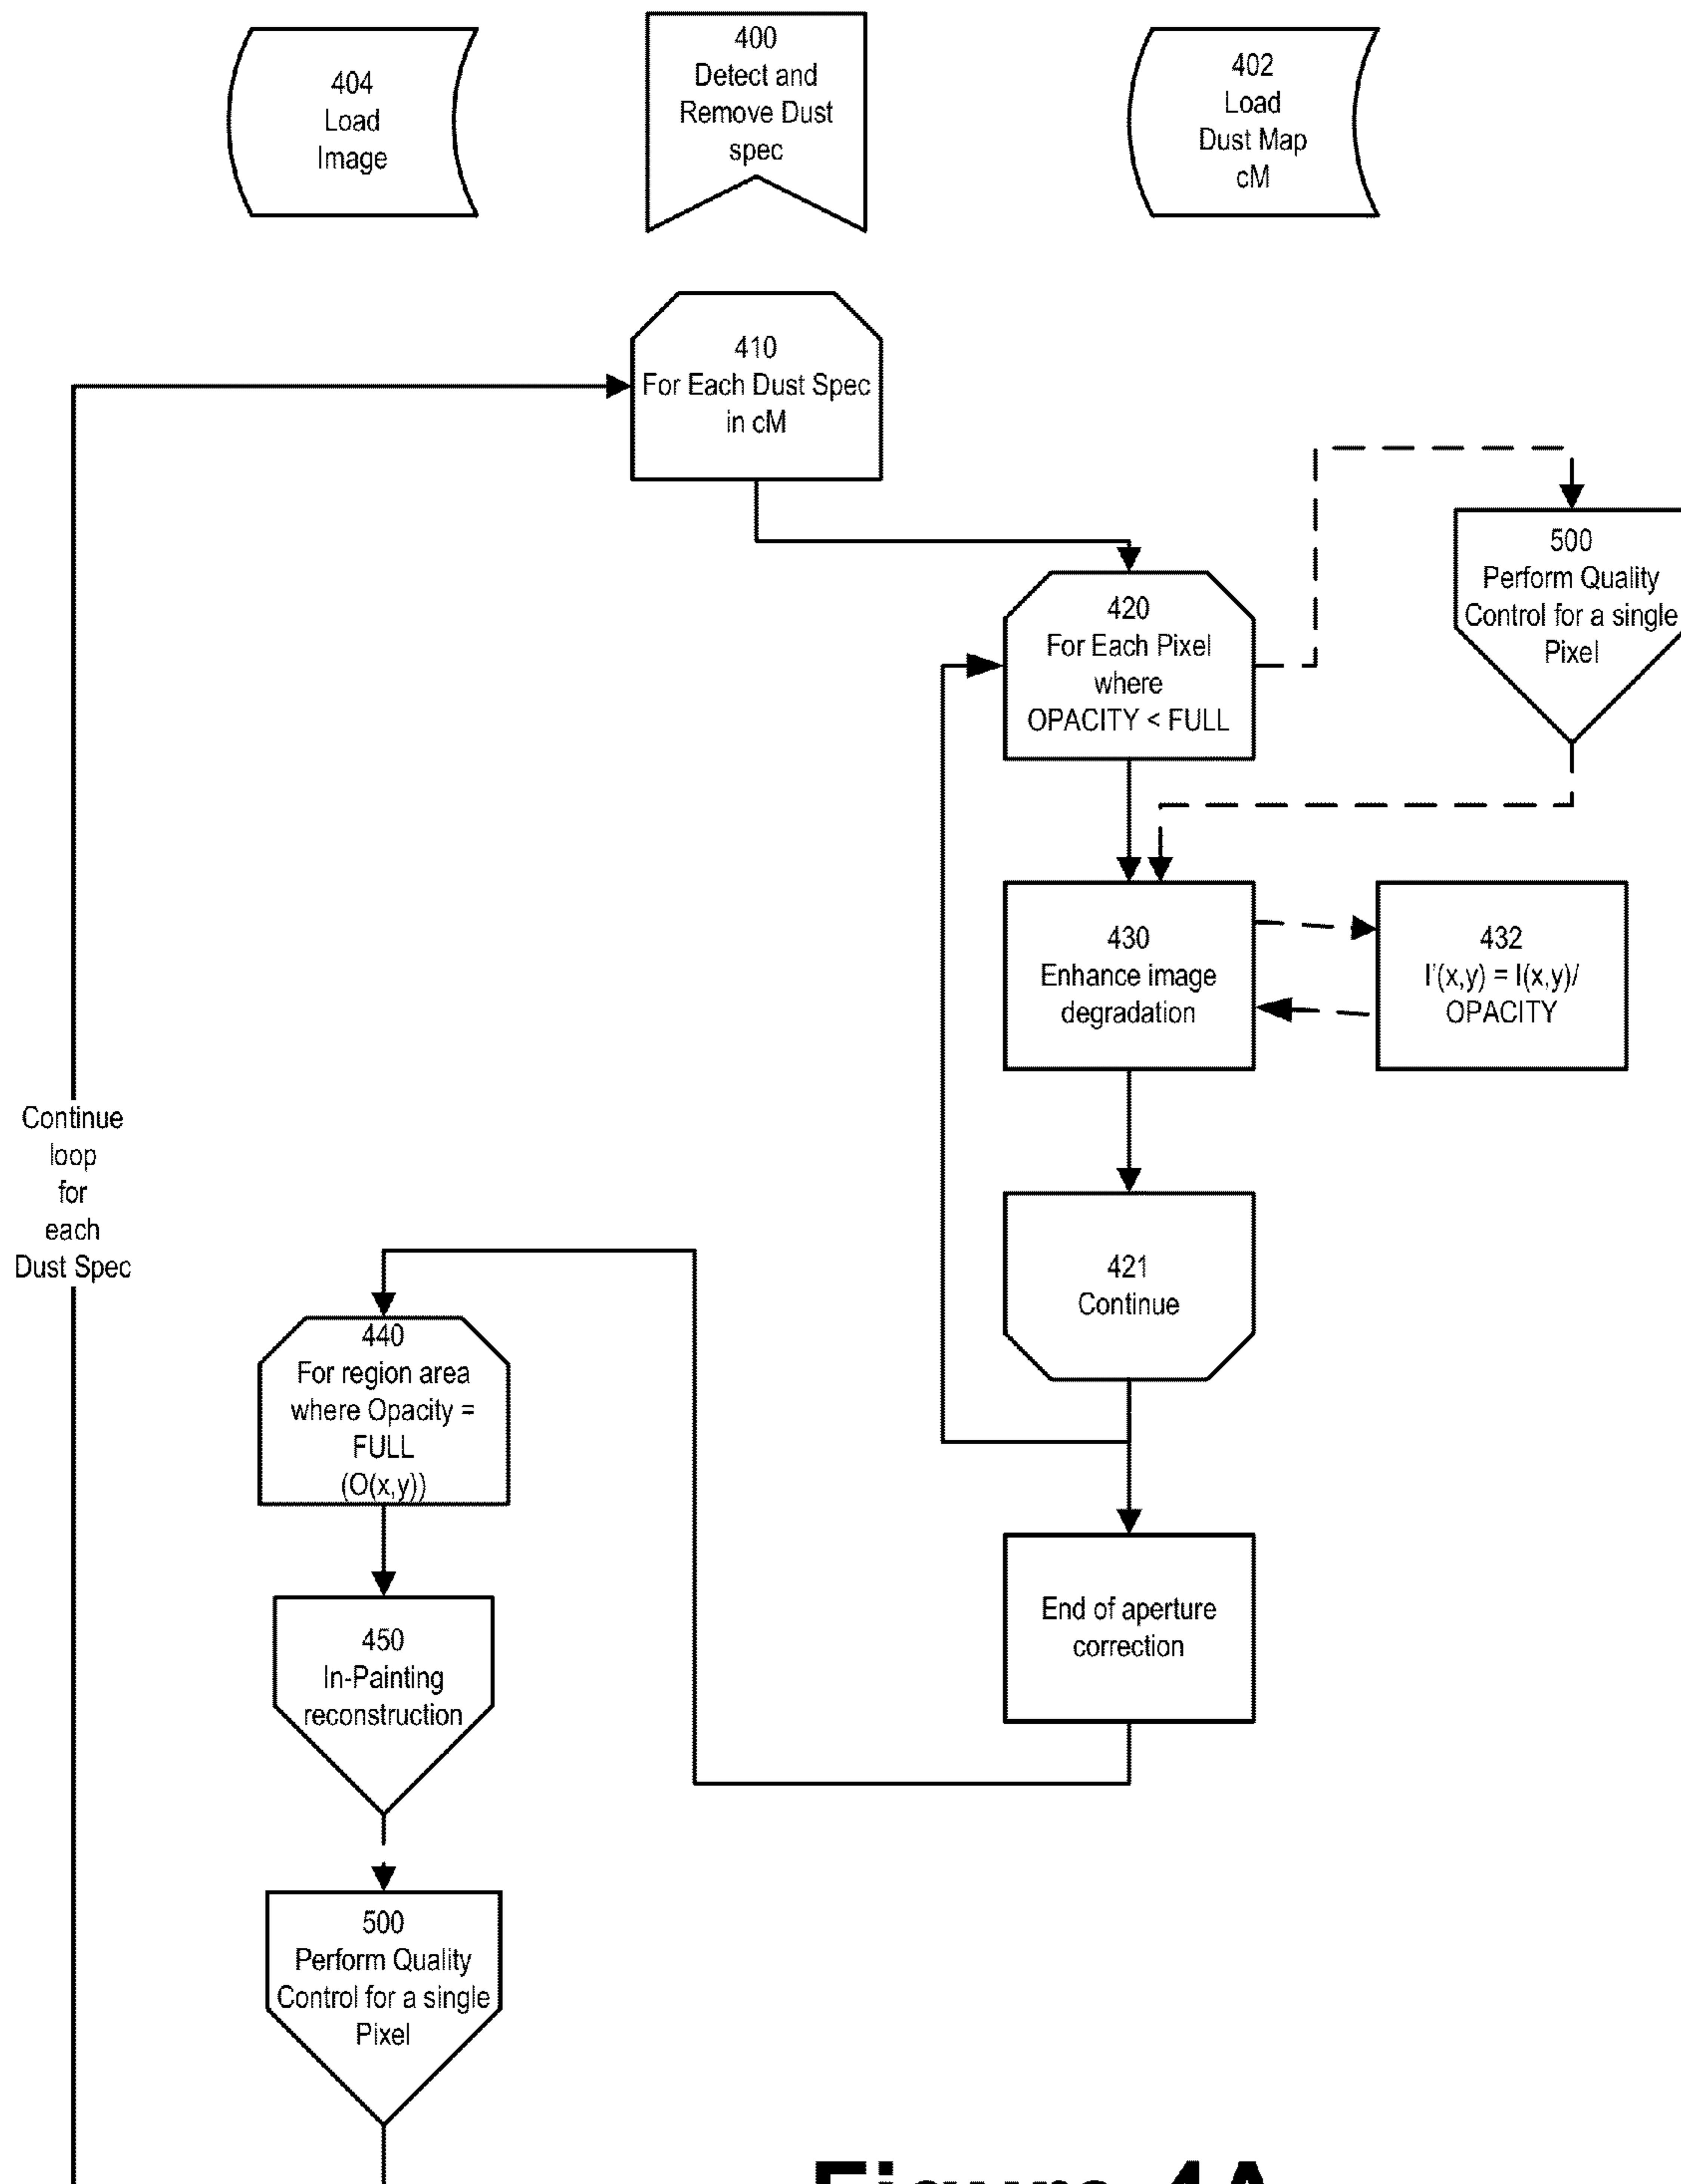 404
Load
Image
400
Detect and
Remove Dust
spec
402
Load
Dust Map
cM
410
For Each Dust Spec
in cM
500
Perform Quality
Control for a single
Pixel
420
For Each Pixel
where
OPACITY < FULL
430
Enhance image
degradation
432
I'(x,y) = I(x,y)/
OPACITY
Continue
loop
for
each
Dust Spec
421
Continue
440
For region area
where Opacity =
FULL
(O(x,y))
End of aperture
correction
450
In-Painting
reconstruction
500
Perform Quality
Control for a single
Pixel
Figure 4A